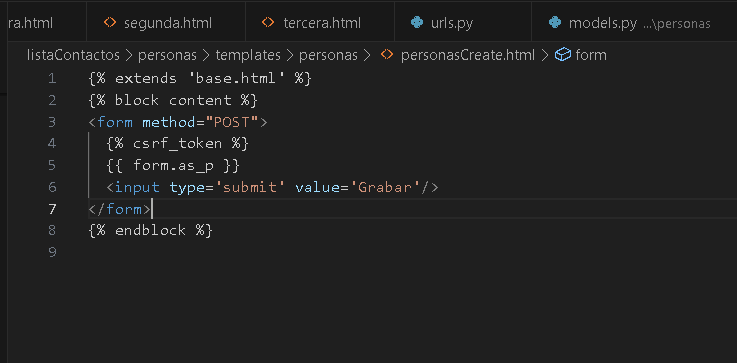 ra.html segunda.html tercera.html urls.py models.py ...\personas
listaContactos > personas > templates > personas > personasCreate.html > form
1 {% extends 'base.html' %}
2 {% block content %}
3 <form method="POST">
4 {% csrf_token %}
5 {{ form.as_p }}
6 <input type='submit' value='Grabar'/>
7 </form>
8 {% endblock %}
9